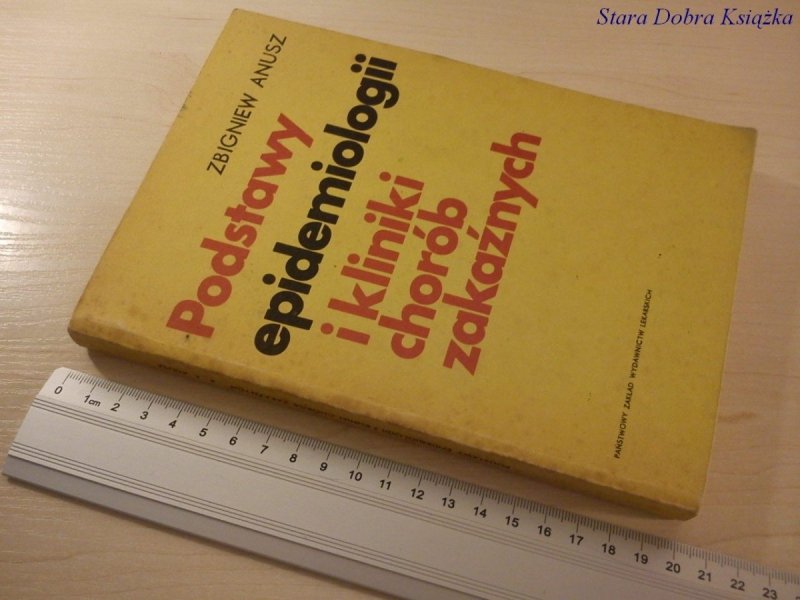 Stara Dobra Książka
ZBIGNIEW ANUSZ
Podstawy
epidemiologii
i kliniki
chorób
zakaźnych
PAŃSTWOWY ZAKŁAD WYDAWNICTW LEKARSKICH
0 1cm 2 3 4 5 6 7 8 9 10 11 12 13 14 15 16 17 18 19 20 21 22 23